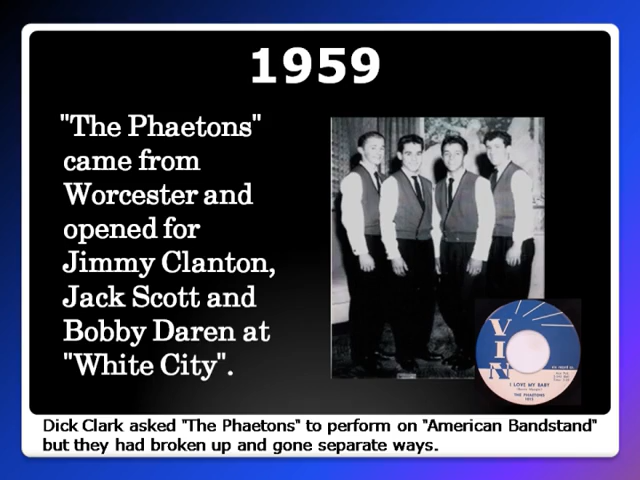 1959
"The Phaetons"
came from
Worcester and
opened for
Jimmy Clanton,
Jack Scott and
Bobby Daren at
"White City".
VIN
I LOVE MY BABY
THE PHAETONS
Dick Clark asked "The Phaetons" to perform on "American Bandstand"
but they had broken up and gone separate ways.